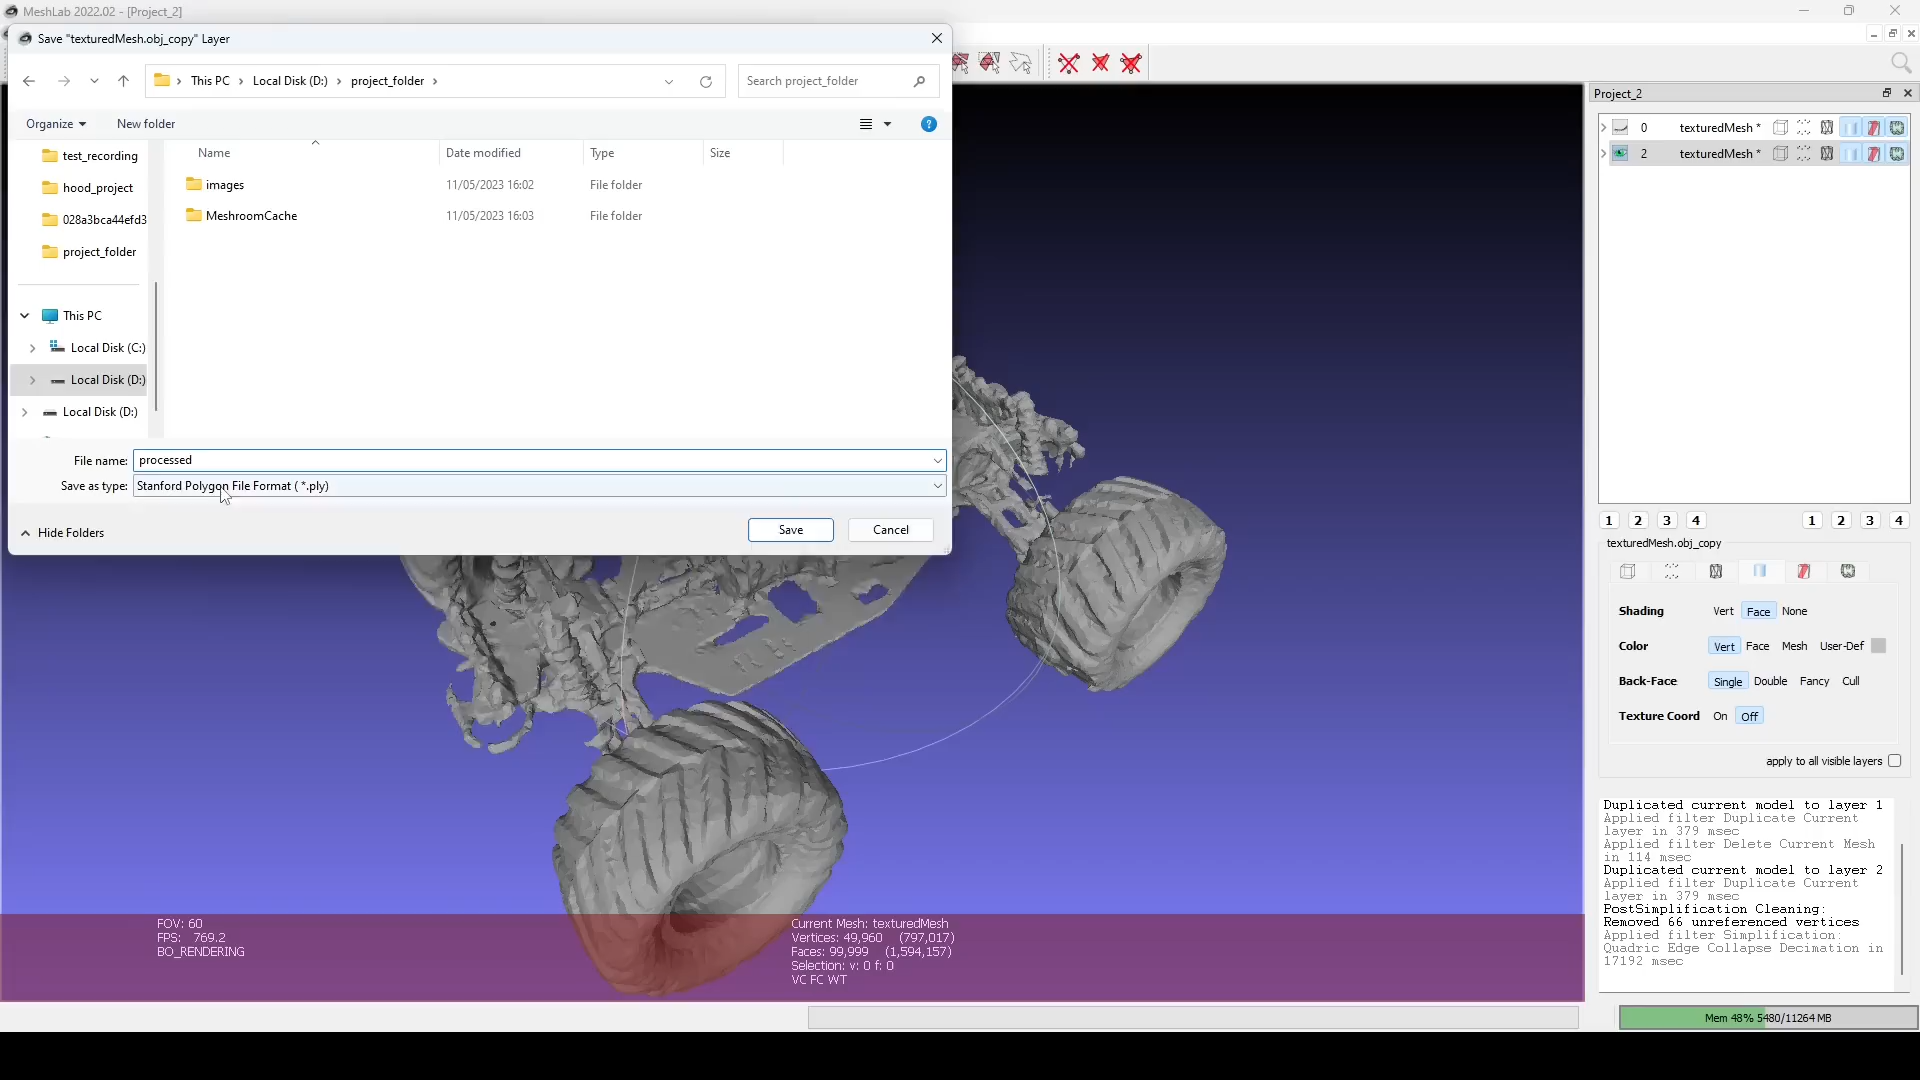 MeshLab 2022.02 - [Project_2]
Save "texturedMesh.obj_copy" Layer
This PC
Local Disk (D:)
project_folder
Search project_folder
Organize
New folder
test_recording
hood_project
028a3bca44efd3
project_folder
This PC
Local Disk (C:)
Local Disk (D:)
Local Disk (D:)
Name
Date modified
Type
Size
images
11/05/2023 16:02
File folder
MeshroomCache
11/05/2023 16:03
File folder
File name:
processed
Save as type:
Stanford Polygon File Format ( *.ply)
Hide Folders
Save
Cancel
Project_2
0 texturedMesh *
2 texturedMesh *
1 2 3 4 1 2 3 4
texturedMesh.obj_copy
Shading Vert Face None
Color Vert Face Mesh User-Def
Back-Face Single Double Fancy Cull
Texture Coord On Off
apply to all visible layers
Duplicated current model to layer 1
Applied filter Duplicate Current
layer in 379 msec
Applied filter Delete Current Mesh
in 114 msec
Duplicated current model to layer 2
Applied filter Duplicate Current
layer in 379 msec
PostSimplification Cleaning:
Removed 66 unreferenced vertices
Applied filter Simplification:
Quadric Edge Collapse Decimation in
17192 msec
FOV: 60
FPS: 769.2
BO_RENDERING
Current Mesh: texturedMesh
Vertices: 49,960 (797,017)
Faces: 99,999 (1,594,157)
Selection: v: 0 f: 0
VC FC WT
Mem 48% 5480/11264 MB